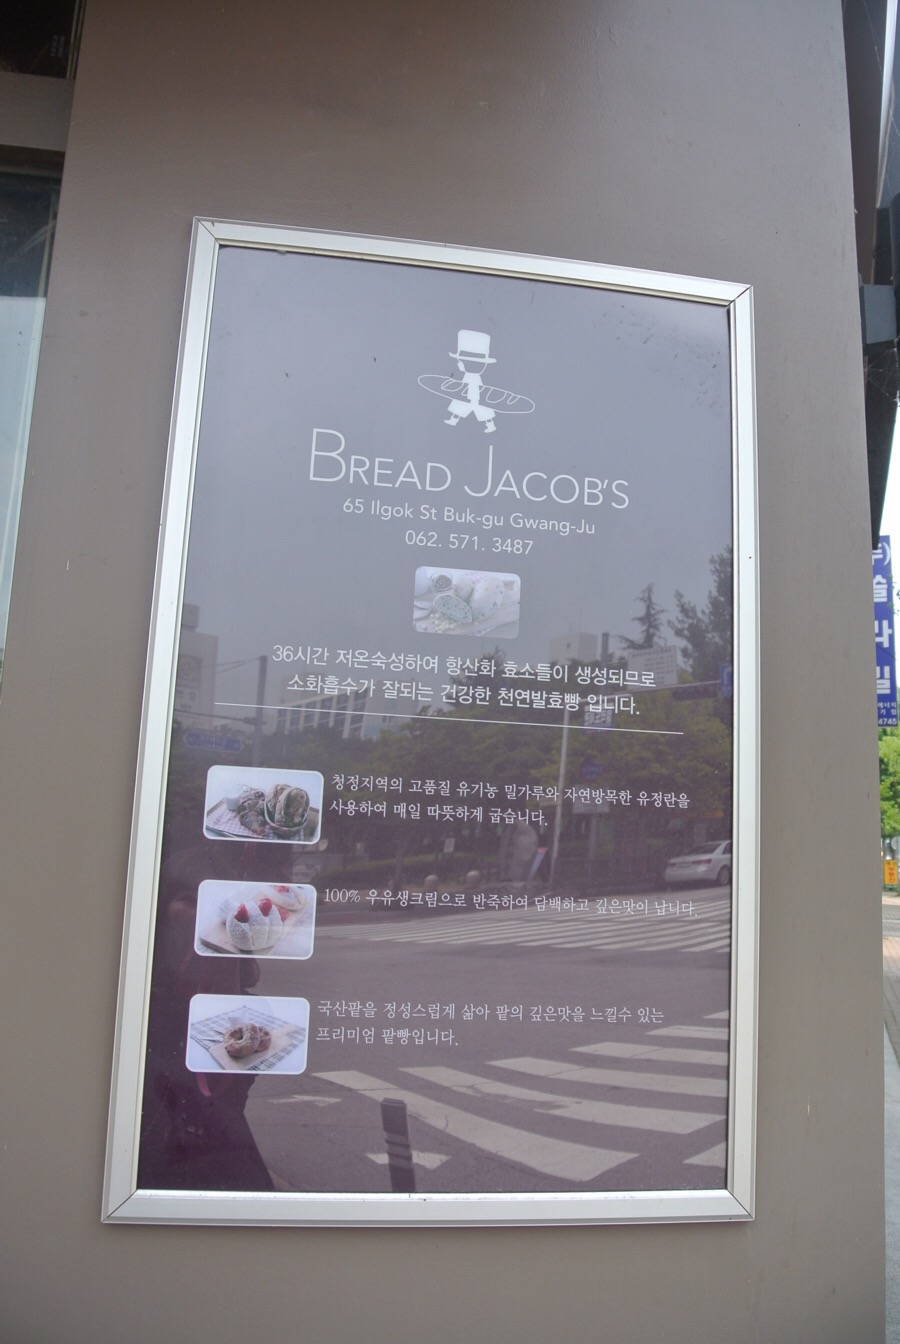 BREAD JACOB'S
65 Ilgok St Buk-gu Gwang-Ju
062. 571. 3487
36시간 저온숙성하여 항산화 효소들이 생성되므로
소화흡수가 잘되는 건강한 천연발효빵 입니다.
청정지역의 고품질 유기농 밀가루와 자연방목한 유정란을
사용하여 매일 따뜻하게 굽습니다.
100% 우유생크림으로 반죽하여 담백하고 깊은맛이 납니다.
국산팥을 정성스럽게 삶아 팥의 깊은맛을 느낄수 있는
프리미엄 팥빵입니다.
4745